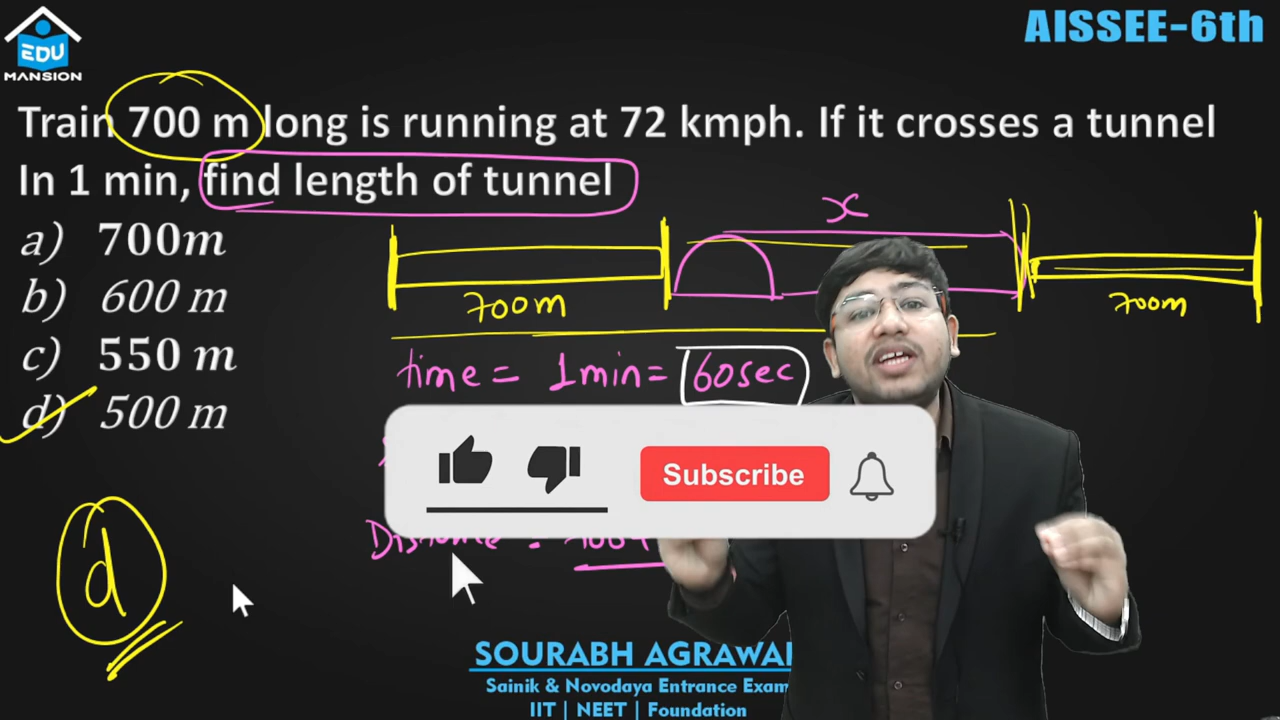 EDU
MANSION
AISSEE-6th
Train 700 m long is running at 72 kmph. If it crosses a tunnel
In 1 min, find length of tunnel
a) 700m
b) 600 m
c) 550 m
d) 500 m
x
700m
700m
time = 1min = 60sec
Subscribe
d
SOURABH AGRAWAL
Sainik & Novodaya Entrance Exam
IIT | NEET | Foundation